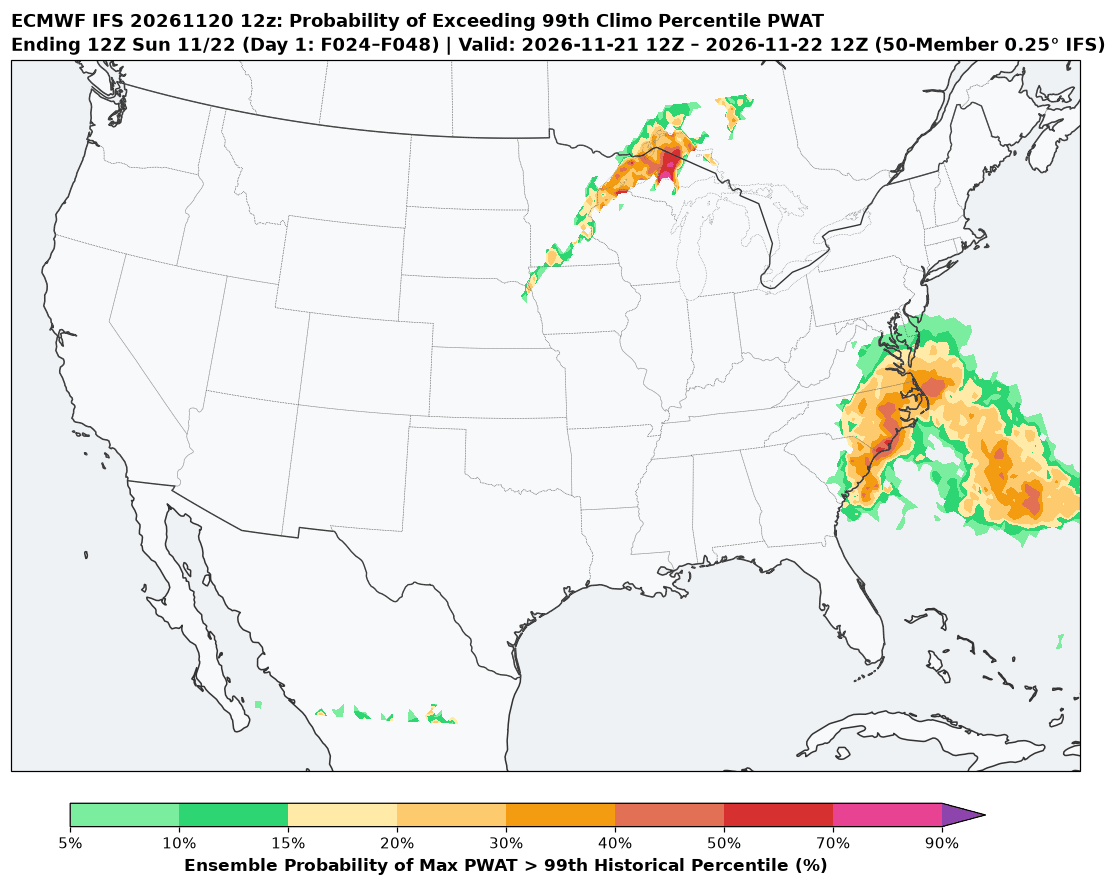 ECMWF IFS 20261120 12z: Probability of Exceeding 99th Climo Percentile PWAT
Ending 12Z Sun 11/22 (Day 1: F024–F048) | Valid: 2026-11-21 12Z – 2026-11-22 12Z (50-Member 0.25° IFS)
5% 10% 15% 20% 30% 40% 50% 70% 90%
Ensemble Probability of Max PWAT > 99th Historical Percentile (%)